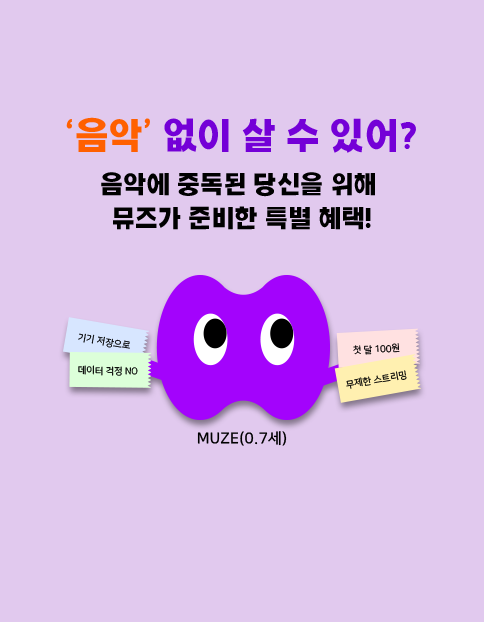 ‘음악’ 없이 살 수 있어?
음악에 중독된 당신을 위해
뮤즈가 준비한 특별 혜택!
기기 저장으로
데이터 걱정 NO
첫 달 100원
무제한 스트리밍
MUZE(0.7세)